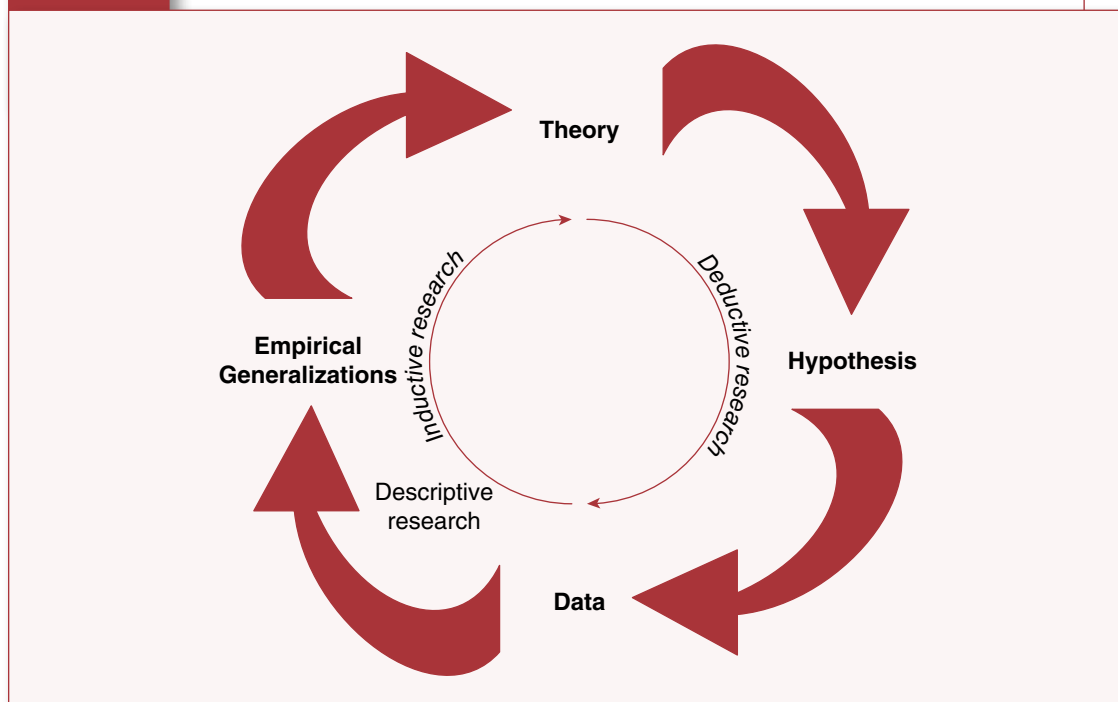 Theory
Deductive research
Hypothesis
Inductive research
Empirical
Generalizations
Descriptive
research
Data